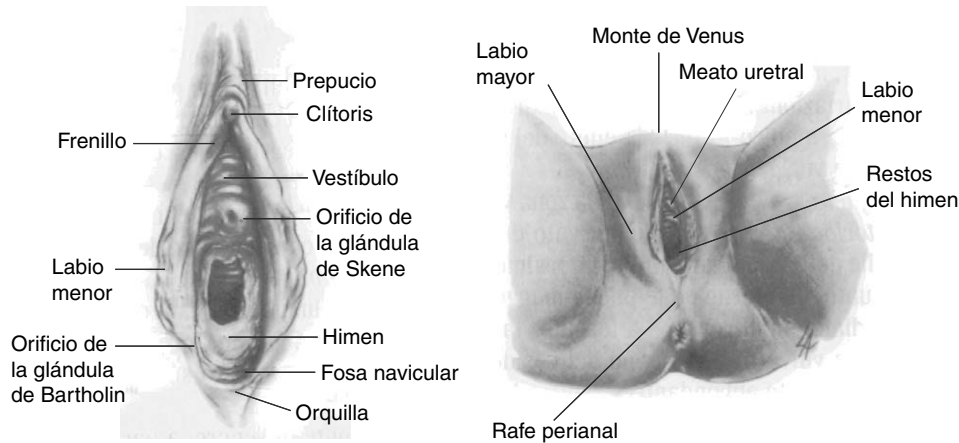 Prepucio
Clítoris
Frenillo
Vestíbulo
Orificio de
la glándula
de Skene
Labio
menor
Himen
Orificio de
la glándula
de Bartholin
Fosa navicular
Orquilla
Monte de Venus
Labio
mayor
Meato uretral
Labio
menor
Restos
del himen
Rafe perianal